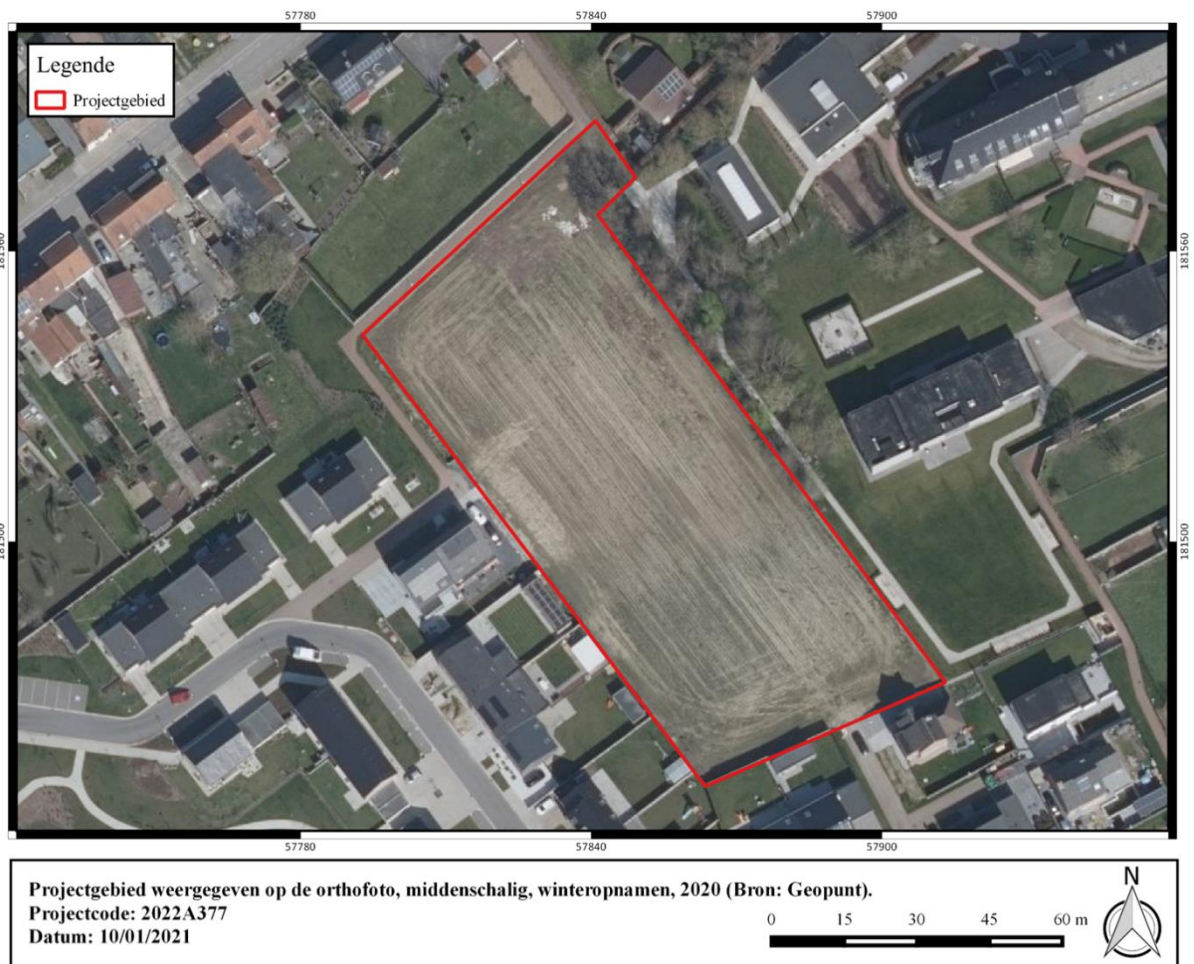 57780 57840 57900
Legende
Projectgebied
181560 181560
181500 181500
57780 57840 57900
Projectgebied weergegeven op de orthofoto, middenschalig, winteropnamen, 2020 (Bron: Geopunt).
Projectcode: 2022A377
Datum: 10/01/2021
0 15 30 45 60 m
N